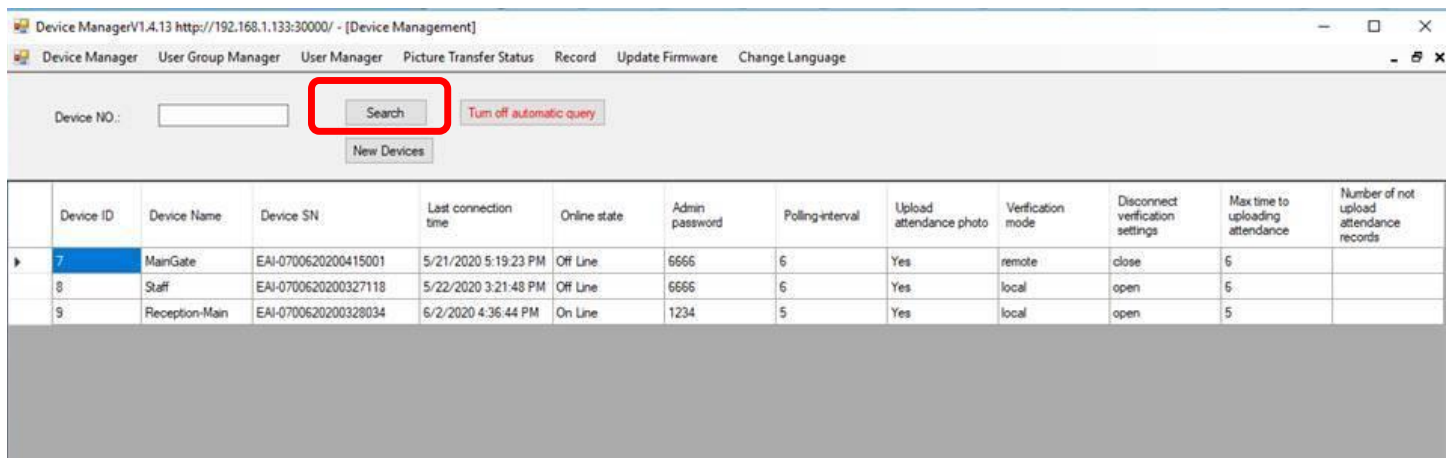 Device ManagerV1.4.13 http://192.168.1.133:30000/ - [Device Management]
Device Manager User Group Manager User Manager Picture Transfer Status Record Update Firmware Change Language
Device NO.: Search Turn off automatic query
New Devices
Device ID Device Name Device SN Last connection time Online state Admin password Polling-interval Upload attendance photo Verification mode Disconnect verification settings Max time to uploading attendance Number of not upload attendance records
7 MainGate EAI-0700620200415001 5/21/2020 5:19:23 PM Off Line 6666 6 Yes remote close 6
8 Staff EAI-0700620200327118 5/22/2020 3:21:48 PM Off Line 6666 6 Yes local open 6
9 Reception-Main EAI-0700620200328034 6/2/2020 4:36:44 PM On Line 1234 5 Yes local open 5